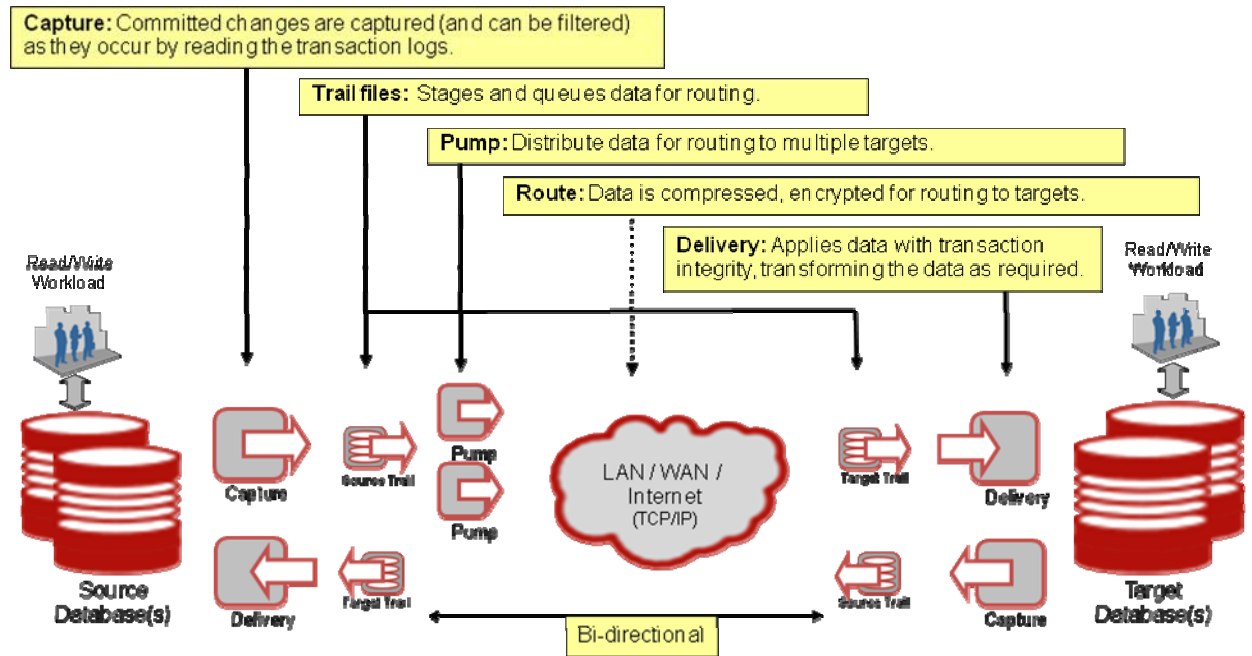 Capture: Committed changes are captured (and can be filtered)
as they occur by reading the transaction logs.
Trail files: Stages and queues data for routing.
Pump: Distribute data for routing to multiple targets.
Route: Data is compressed, encrypted for routing to targets.
Delivery: Applies data with transaction
integrity, transforming the data as required.
Read/Write
Workload
Read/Write
Workload
Capture
Source Trail
Pump
Pump
LAN / WAN /
Internet
(TCP/IP)
Target Trail
Delivery
Source
Database(s)
Delivery
Target Trail
Bi-directional
Source Trail
Capture
Target
Database(s)